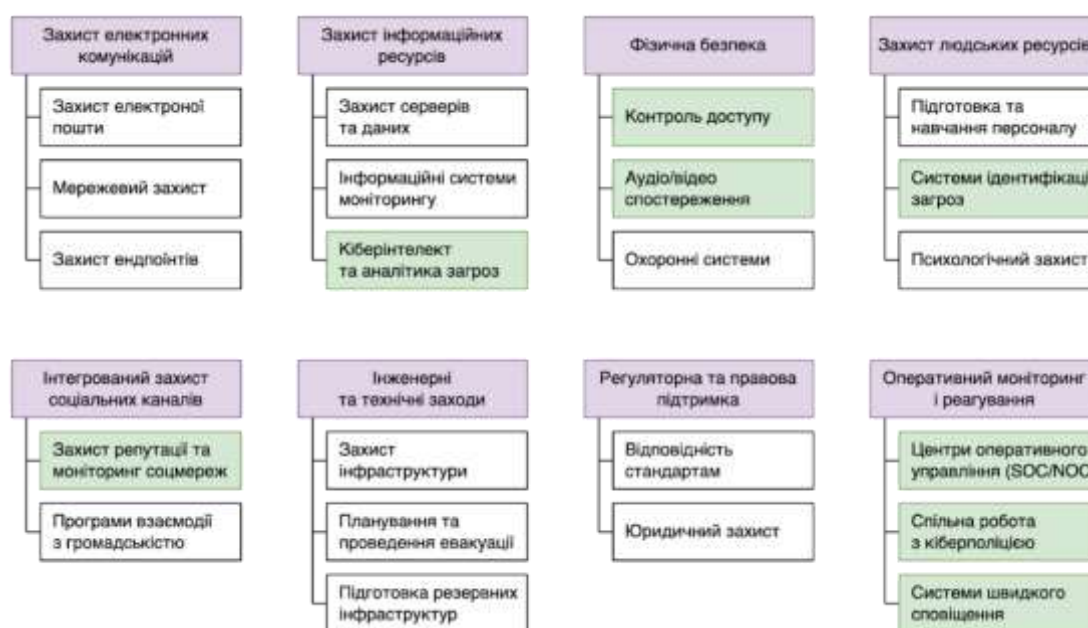 Захист електронних
комунікацій
Захист електроної
пошти
Мережевий захист
Захист ендпоінтів
Захист інформаційних
ресурсів
Захист серверів
та даних
Інформаційні системи
моніторингу
Кіберінтелект
та аналітика загроз
Фізична безпека
Контроль доступу
Аудіо/відео
спостереження
Охоронні системи
Захист людських ресурсів
Підготовка та
навчання персоналу
Системи ідентифікаці
загроз
Психологічний захист
Інтегрований захист
соціальних каналів
Захист репутації та
моніторинг соцмереж
Програми взаємодії
з громадськістю
Інженерні
та технічні заходи
Захист
інфраструктури
Планування та
проведення евакуації
Підготовка резервних
інфраструктур
Регуляторна та правова
підтримка
Відповідність
стандартам
Юридичний захист
Оперативний моніторинг
і реагування
Центри оперативного
управління (SOC/NOC
Спільна робота
з кіберполіцією
Системи швидкого
сповіщення